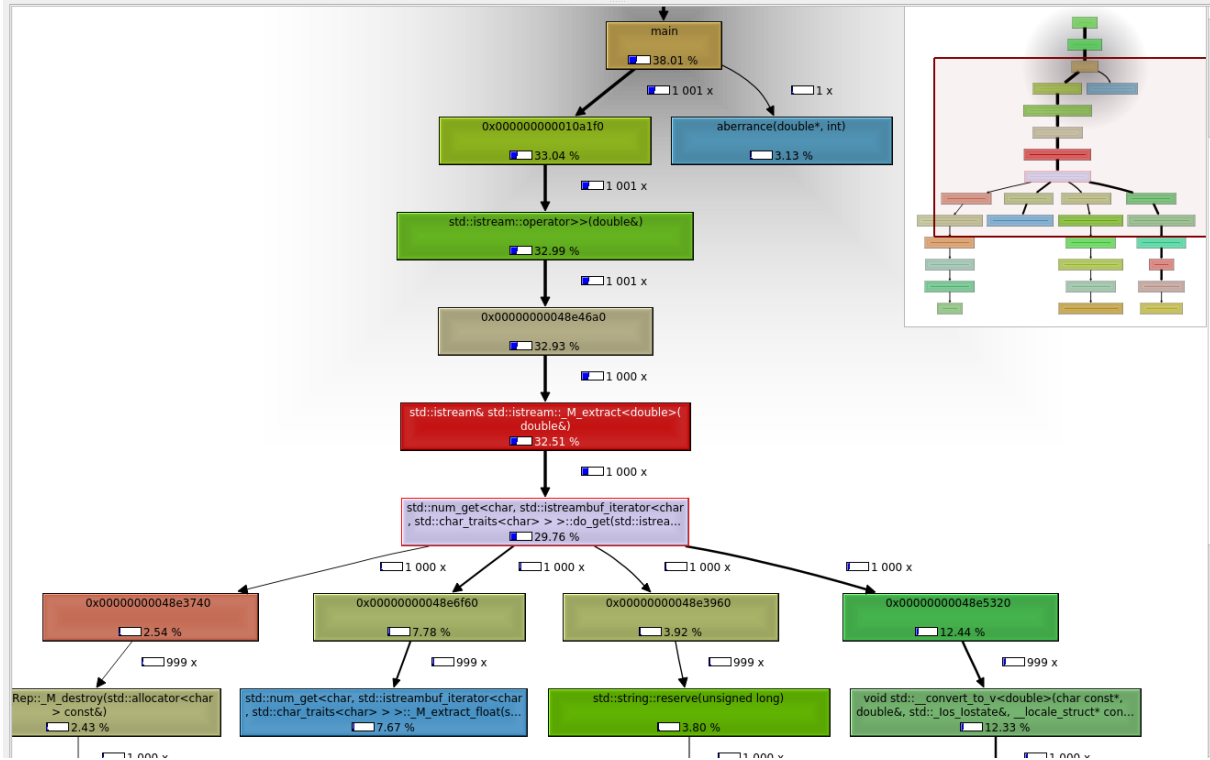 main
38.01 %
1 001 x
1 x
0x000000000010a1f0
33.04 %
aberrance(double*, int)
3.13 %
1 001 x
std::istream::operator>>(double&)
32.99 %
1 001 x
0x00000000048e46a0
32.93 %
1 000 x
std::istream& std::istream::_M_extract<double>(
double&)
32.51 %
1 000 x
std::num_get<char, std::istreambuf_iterator<char
, std::char_traits<char> > >::do_get(std::istrea...
29.76 %
1 000 x
1 000 x
1 000 x
1 000 x
0x00000000048e3740
2.54 %
0x00000000048e6f60
7.78 %
0x00000000048e3960
3.92 %
0x00000000048e5320
12.44 %
999 x
999 x
999 x
999 x
Rep::_M_destroy(std::allocator<char
> const&)
2.43 %
std::num_get<char, std::istreambuf_iterator<char
, std::char_traits<char> > >::_M_extract_float(s...
7.67 %
std::string::reserve(unsigned long)
3.80 %
void std::__convert_to_v<double>(char const*,
double&, std::_Ios_Iostate&, __locale_struct* con...
12.33 %
1 000 x
1 000 x
1 000 x